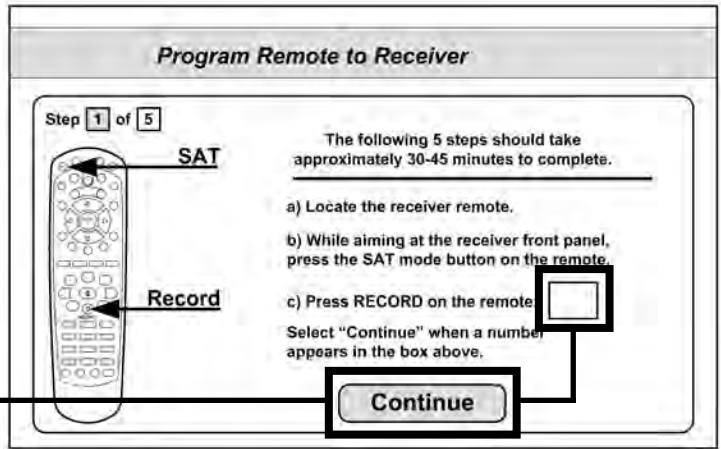 Program Remote to Receiver
Step 1 of 5
SAT
Record
The following 5 steps should take
approximately 30-45 minutes to complete.
a) Locate the receiver remote.
b) While aiming at the receiver front panel,
press the SAT mode button on the remote.
c) Press RECORD on the remote.
Select “Continue” when a number
appears in the box above.
Continue